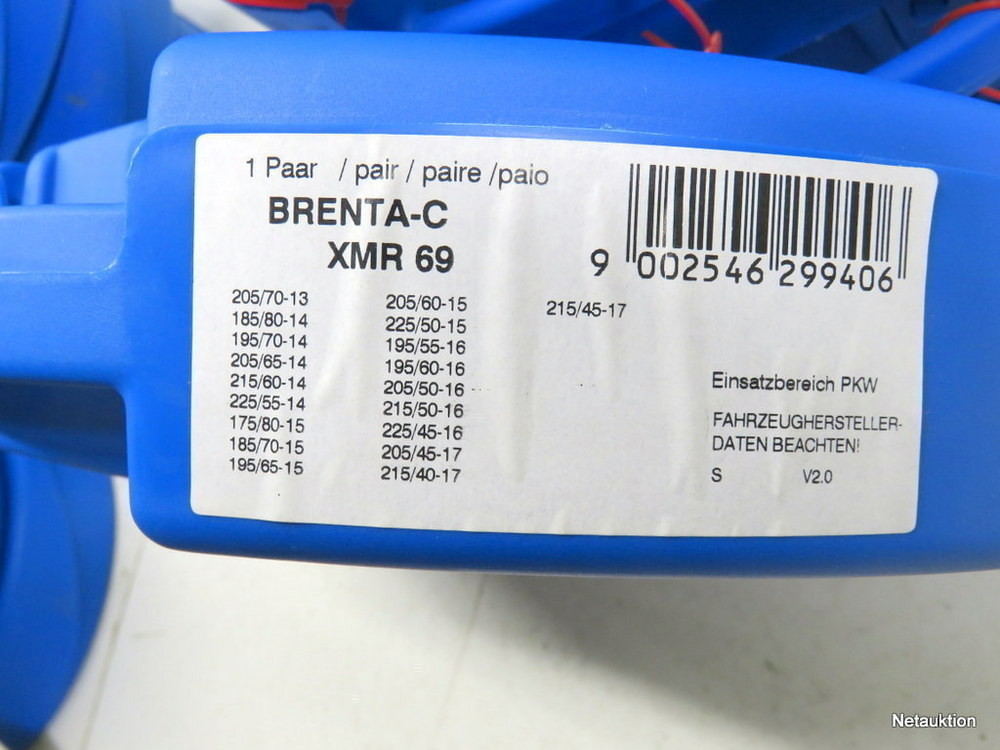 1 Paar / pair / paire /paio
BRENTA-C
XMR 69
9 002546 299406
205/70-13
185/80-14
195/70-14
205/65-14
215/60-14
225/55-14
175/80-15
185/70-15
195/65-15
205/60-15
225/50-15
195/55-16
195/60-16
205/50-16
215/50-16
225/45-16
205/45-17
215/40-17
215/45-17
Einsatzbereich PKW
FAHRZEUGHERSTELLER-
DATEN BEACHTEN!
S V2.0
Netauktion